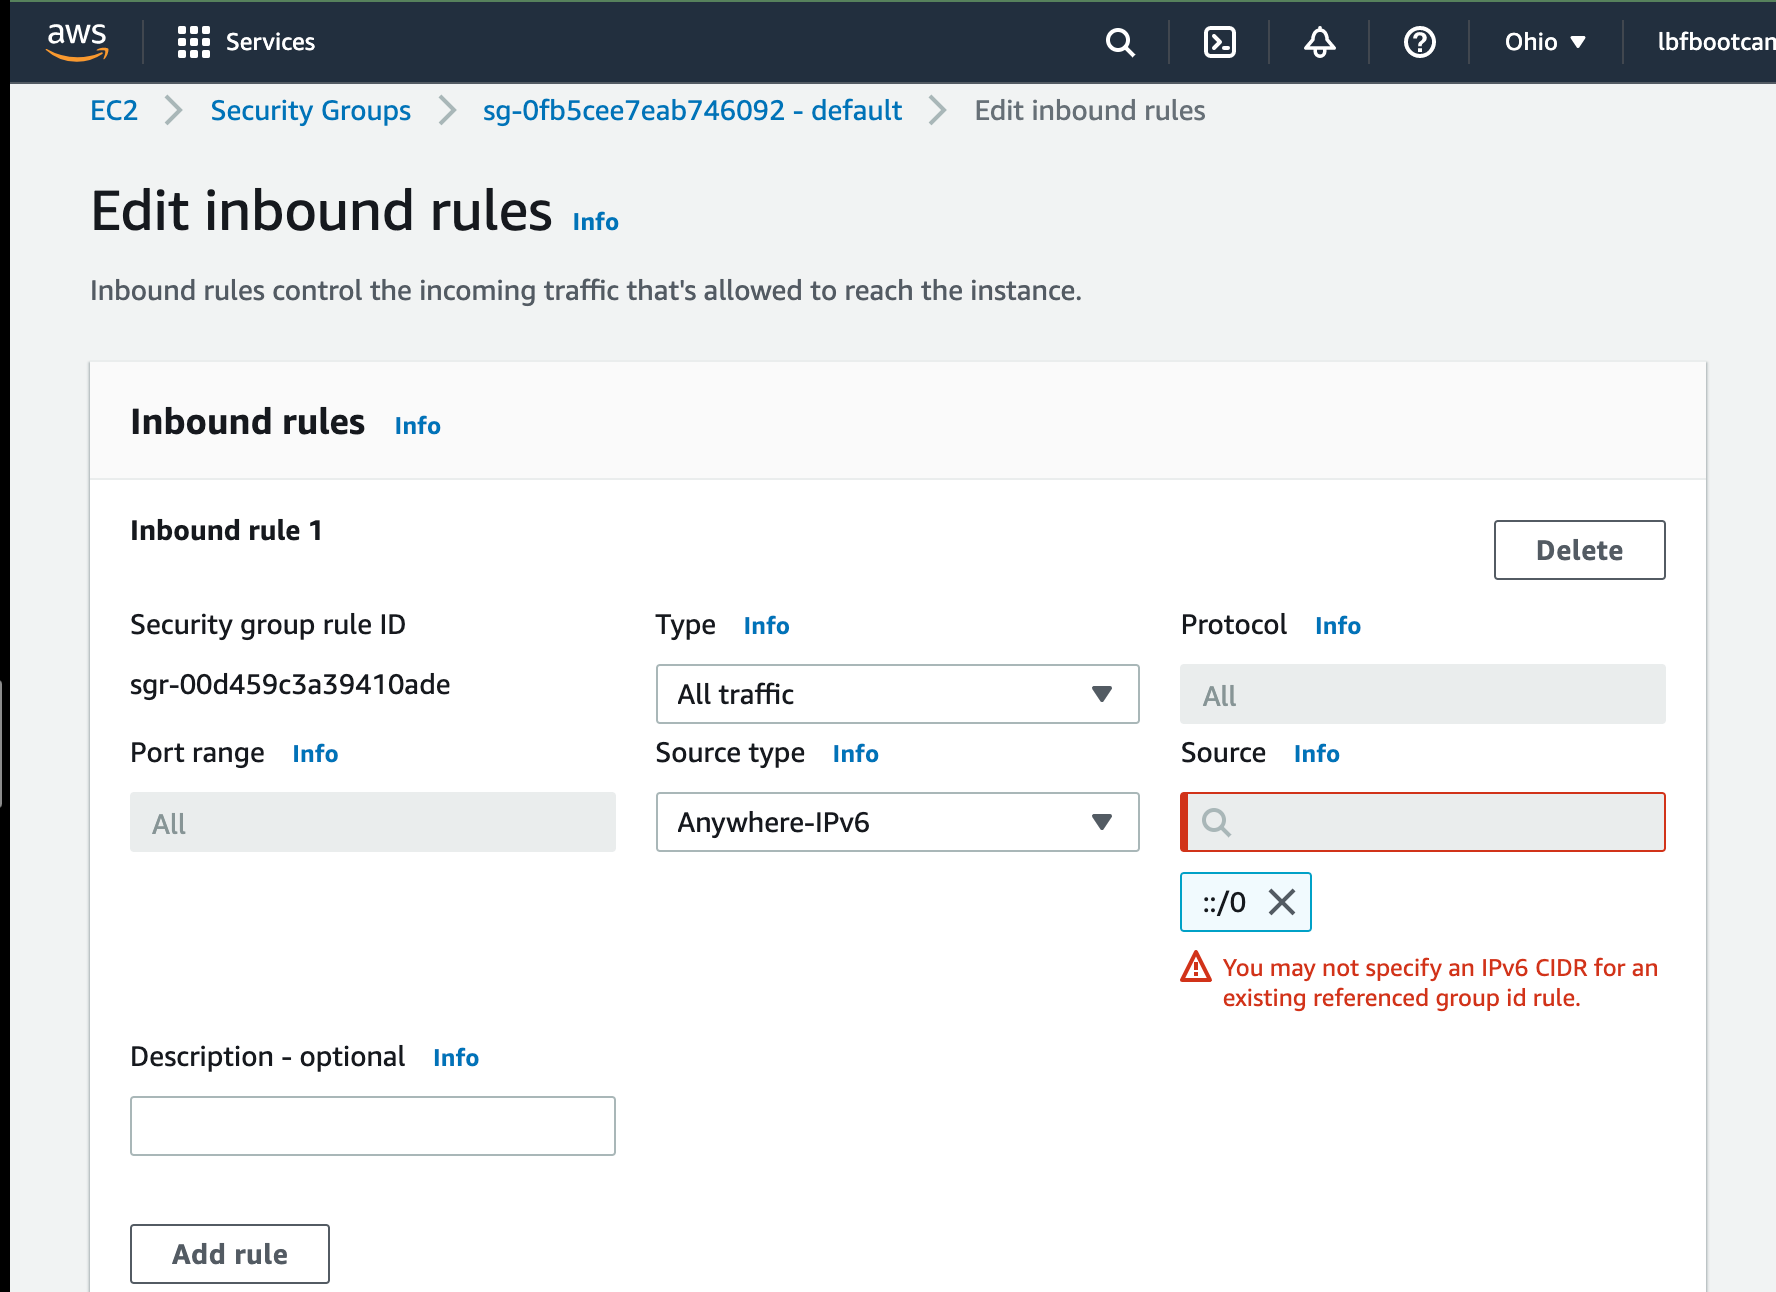 aws Services Ohio lbfbootcam
EC2 Security Groups sg-0fb5cee7eab746092 - default Edit inbound rules
Edit inbound rules Info
Inbound rules control the incoming traffic that's allowed to reach the instance.
Inbound rules Info
Inbound rule 1
Delete
Security group rule ID
sgr-00d459c3a39410ade
Type Info
All traffic
Protocol Info
All
Port range Info
All
Source type Info
Anywhere-IPv6
Source Info
::/0
You may not specify an IPv6 CIDR for an
existing referenced group id rule.
Description - optional Info
Add rule